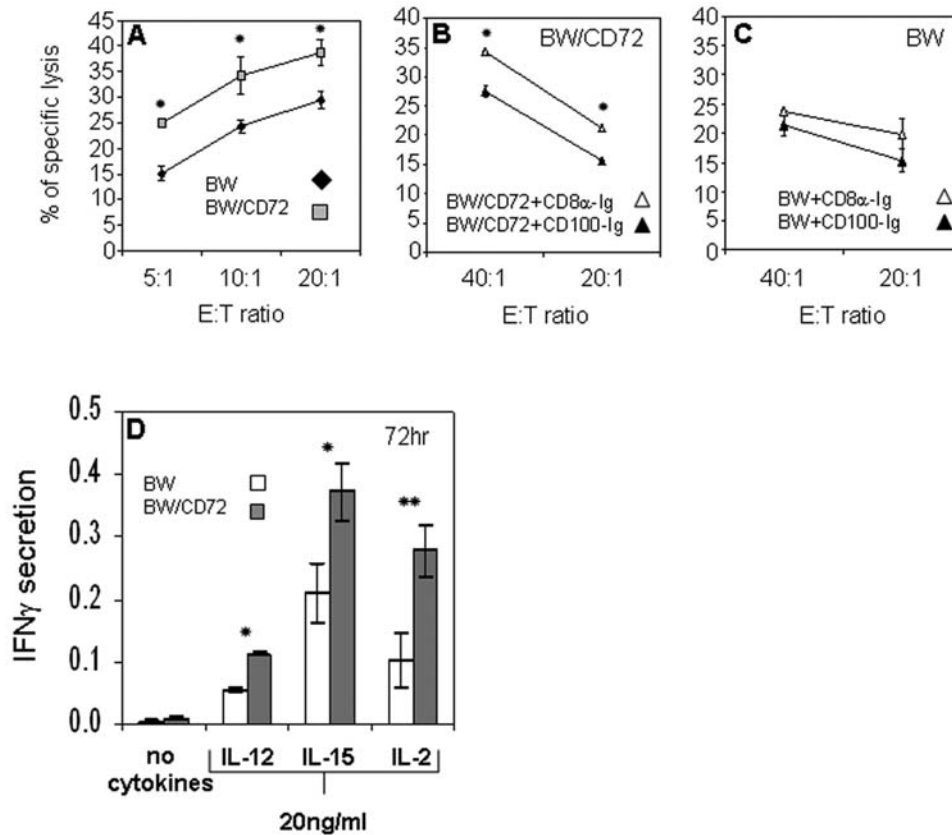 A
% of specific lysis
45
40
35
30
25
20
15
10
5
0
*
*
*
BW
BW/CD72
5:1
10:1
20:1
E:T ratio
B
BW/CD72
40
35
30
25
20
15
10
5
0
*
*
BW/CD72+CD8α-Ig
BW/CD72+CD100-Ig
40:1
20:1
E:T ratio
C
BW
40
35
30
25
20
15
10
5
0
BW+CD8α-Ig
BW+CD100-Ig
40:1
20:1
E:T ratio
D
72hr
IFNγ secretion
0.5
0.4
0.3
0.2
0.1
0.0
BW
BW/CD72
*
*
**
no cytokines
IL-12
IL-15
IL-2
20ng/ml